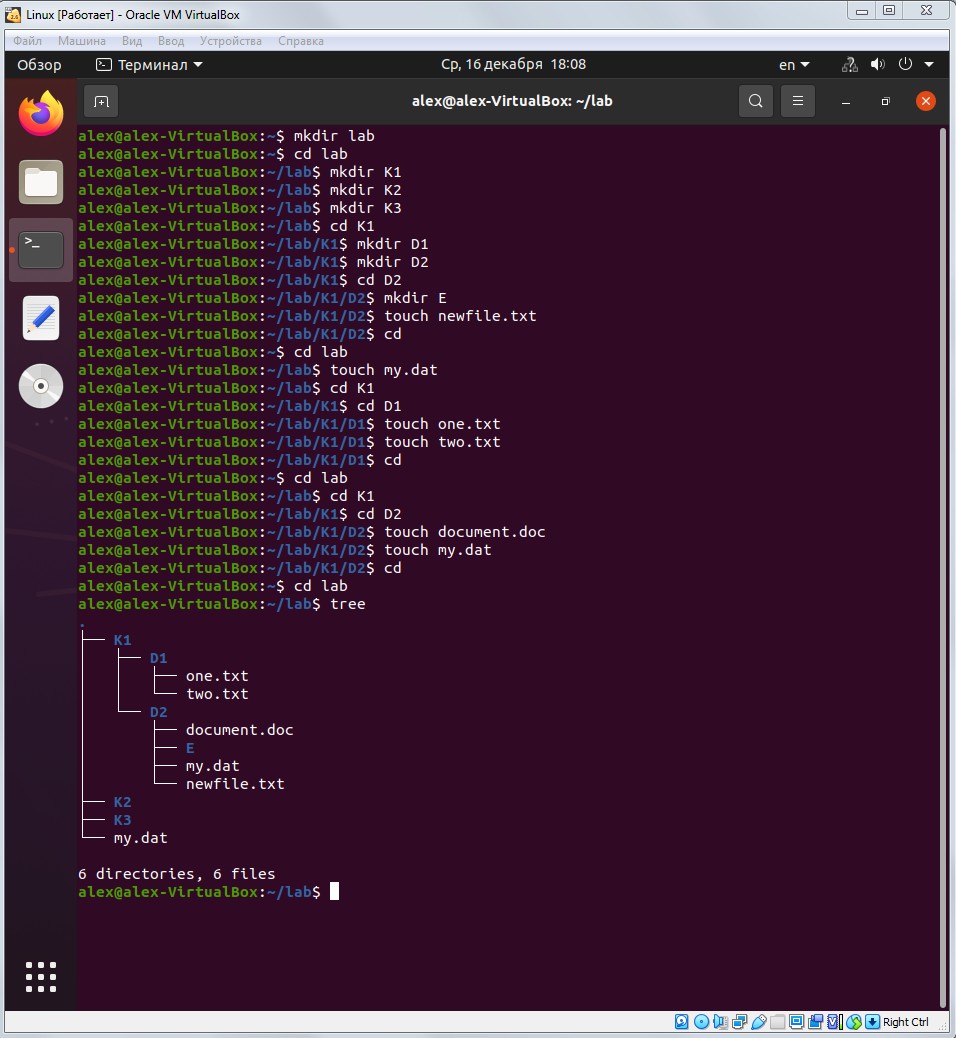 Linux [Работает] - Oracle VM VirtualBox
Файл Машина Вид Ввод Устройства Справка
Обзор Терминал Ср, 16 декабря 18:08 en
alex@alex-VirtualBox: ~/lab
alex@alex-VirtualBox:~$ mkdir lab
alex@alex-VirtualBox:~$ cd lab
alex@alex-VirtualBox:~/lab$ mkdir K1
alex@alex-VirtualBox:~/lab$ mkdir K2
alex@alex-VirtualBox:~/lab$ mkdir K3
alex@alex-VirtualBox:~/lab$ cd K1
alex@alex-VirtualBox:~/lab/K1$ mkdir D1
alex@alex-VirtualBox:~/lab/K1$ mkdir D2
alex@alex-VirtualBox:~/lab/K1$ cd D2
alex@alex-VirtualBox:~/lab/K1/D2$ mkdir E
alex@alex-VirtualBox:~/lab/K1/D2$ touch newfile.txt
alex@alex-VirtualBox:~/lab/K1/D2$ cd
alex@alex-VirtualBox:~$ cd lab
alex@alex-VirtualBox:~/lab$ touch my.dat
alex@alex-VirtualBox:~/lab$ cd K1
alex@alex-VirtualBox:~/lab/K1$ cd D1
alex@alex-VirtualBox:~/lab/K1/D1$ touch one.txt
alex@alex-VirtualBox:~/lab/K1/D1$ touch two.txt
alex@alex-VirtualBox:~/lab/K1/D1$ cd
alex@alex-VirtualBox:~$ cd lab
alex@alex-VirtualBox:~/lab$ cd K1
alex@alex-VirtualBox:~/lab/K1$ cd D2
alex@alex-VirtualBox:~/lab/K1/D2$ touch document.doc
alex@alex-VirtualBox:~/lab/K1/D2$ touch my.dat
alex@alex-VirtualBox:~/lab/K1/D2$ cd
alex@alex-VirtualBox:~$ cd lab
alex@alex-VirtualBox:~/lab$ tree
.
├── K1
│   ├── D1
│   │   ├── one.txt
│   │   └── two.txt
│   └── D2
│       ├── document.doc
│       ├── E
│       ├── my.dat
│       └── newfile.txt
├── K2
├── K3
└── my.dat
6 directories, 6 files
alex@alex-VirtualBox:~/lab$
Right Ctrl